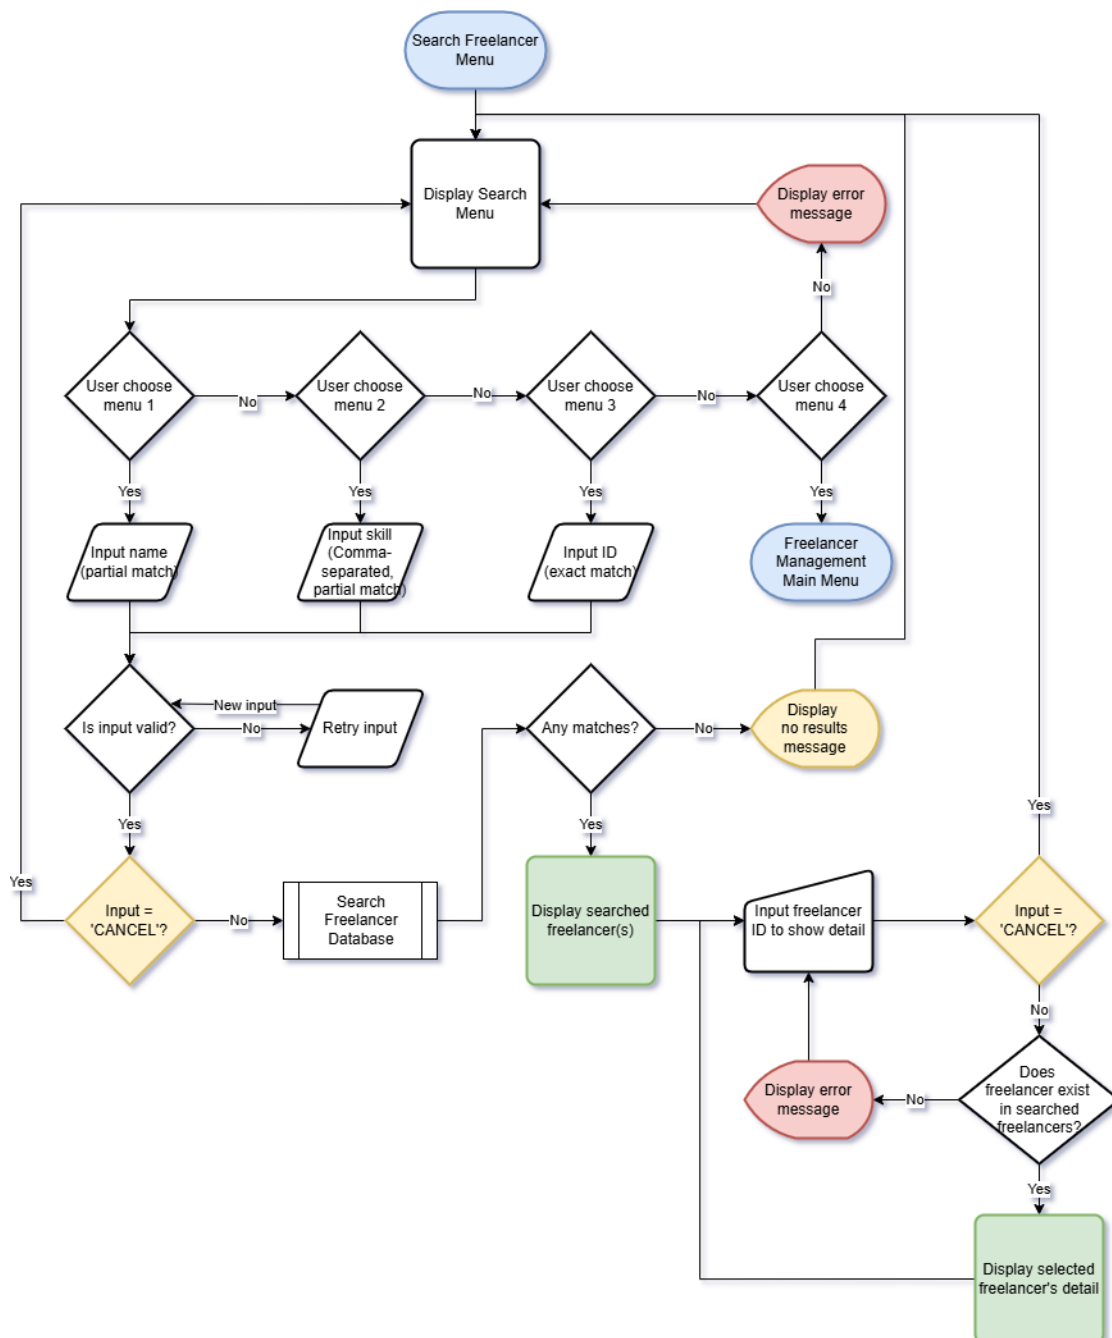 Search Freelancer
Menu
Display Search
Menu
Display error
message
No
User choose
menu 1
No
User choose
menu 2
No
User choose
menu 3
No
User choose
menu 4
Yes
Yes
Yes
Yes
Input name
(partial match)
Input skill
(Comma-
separated,
partial match)
Input ID
(exact match)
Freelancer
Management
Main Menu
Is input valid?
New input
No
Retry input
Any matches?
No
Display
no results
message
Yes
Yes
Yes
Yes
Input =
'CANCEL'?
No
Search
Freelancer
Database
Display searched
freelancer(s)
Input freelancer
ID to show detail
Input =
'CANCEL'?
No
Does
freelancer exist
in searched
freelancers?
No
Display error
message
Yes
Display selected
freelancer's detail